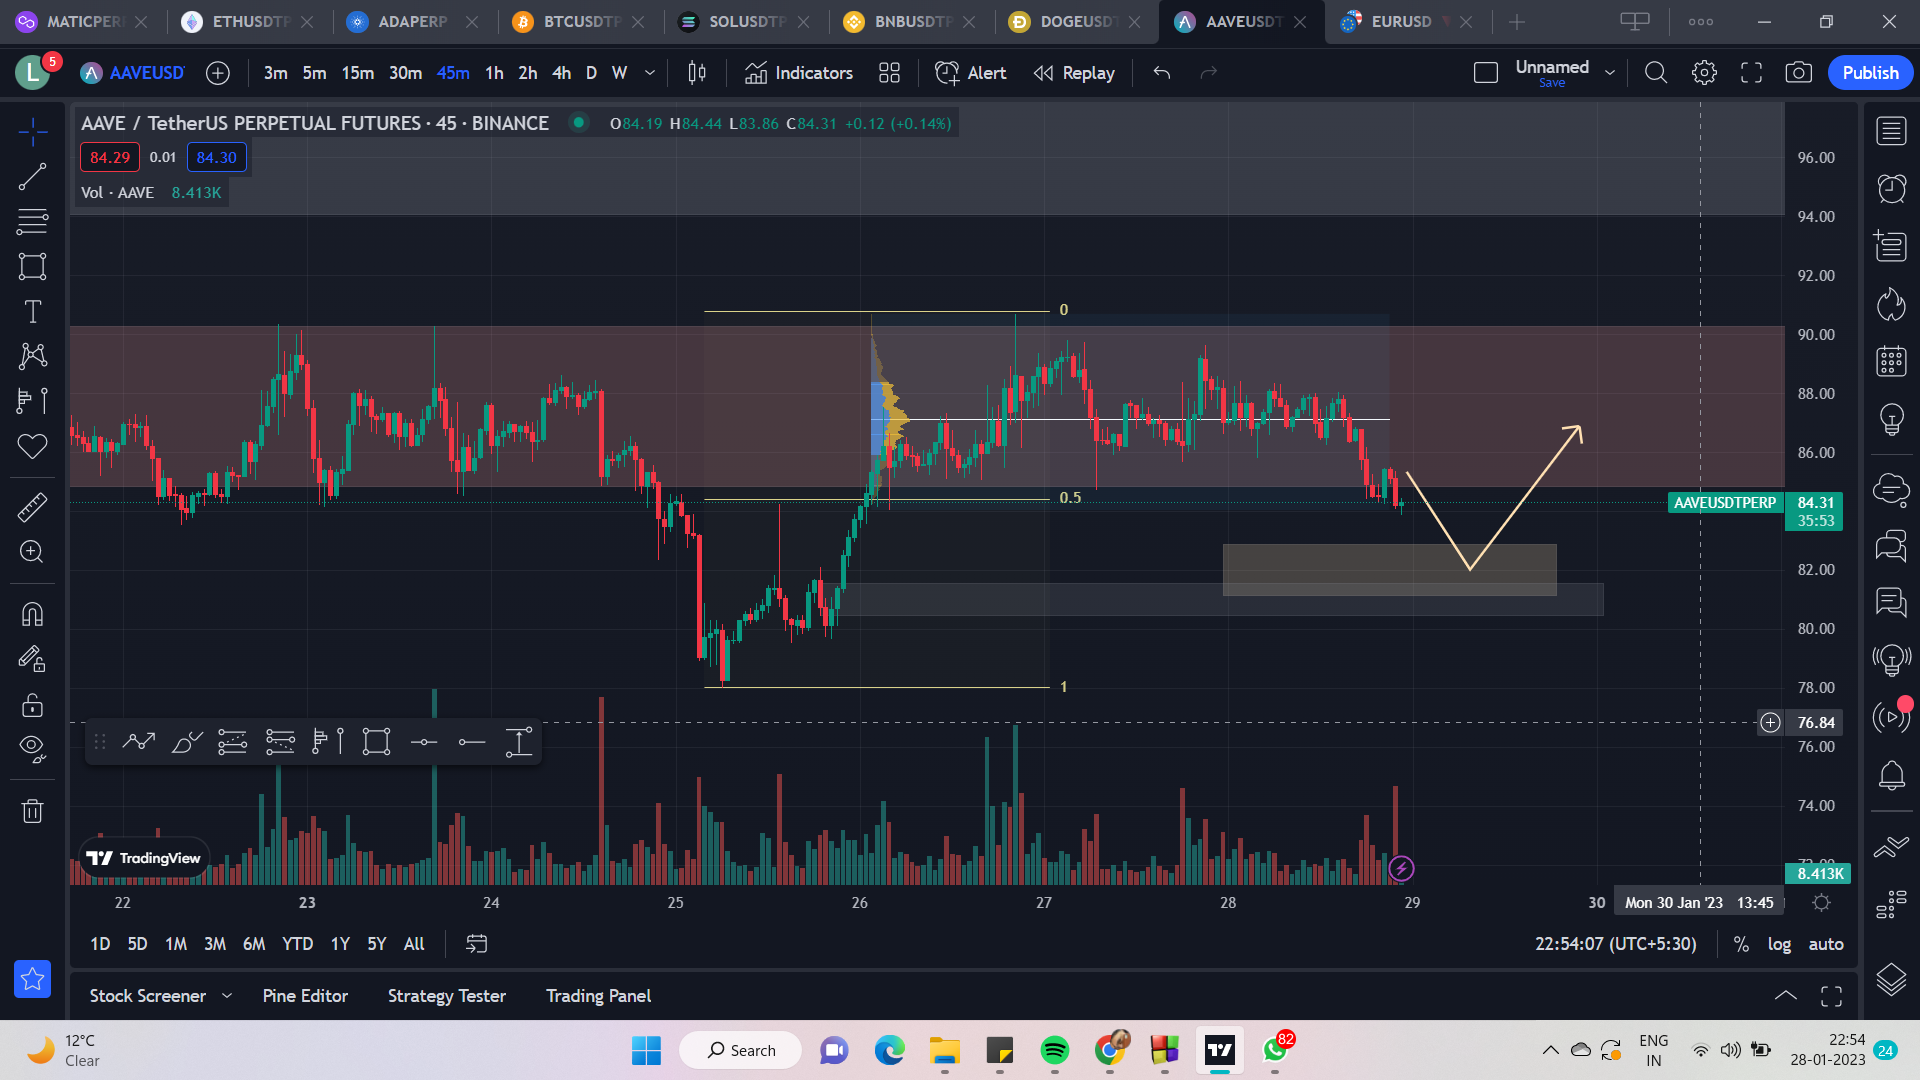 MATICPERP ETHUSDTP ADAPERP BTCUSDTP SOLUSDTP BNBUSDTP DOGEUSDT AAVEUSDT EURUSD
L 5 AAVEUSD 3m 5m 15m 30m 45m 1h 2h 4h D W Indicators Alert Replay Unnamed Save Publish
AAVE / TetherUS PERPETUAL FUTURES · 45 · BINANCE O84.19 H84.44 L83.86 C84.31 +0.12 (+0.14%)
84.29 0.01 84.30
Vol · AAVE 8.413K
96.00
94.00
92.00
0
90.00
88.00
86.00
0.5
AAVEUSDTPERP 84.31
35:53
82.00
80.00
1
78.00
76.84
76.00
74.00
TradingView
72.00
8.413K
22 23 24 25 26 27 28 29 30 Mon 30 Jan '23 13:45
1D 5D 1M 3M 6M YTD 1Y 5Y All 22:54:07 (UTC+5:30) % log auto
Stock Screener Pine Editor Strategy Tester Trading Panel
12°C
Clear
Search
82
ENG
IN
22:54
28-01-2023
24